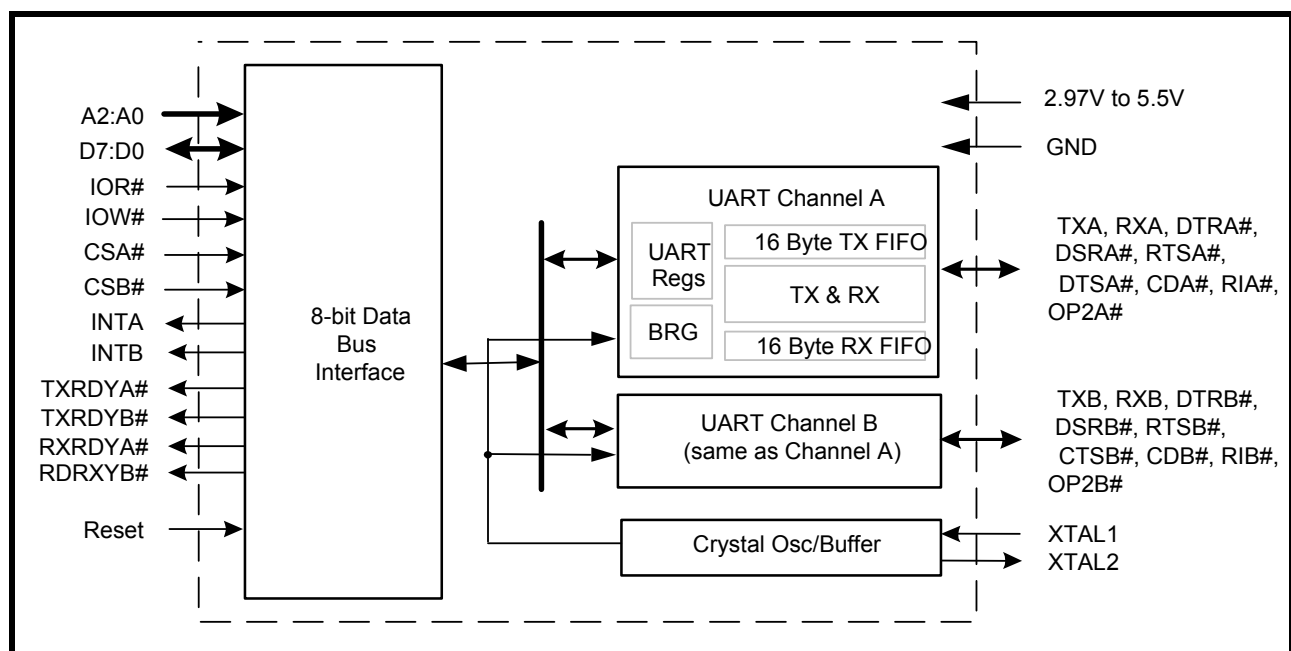 A2:A0
D7:D0
IOR#
IOW#
CSA#
CSB#
INTA
INTB
TXRDYA#
TXRDYB#
RXRDYA#
RDRXYB#
Reset
8-bit Data
Bus
Interface
UART Channel A
UART
Regs
BRG
16 Byte TX FIFO
TX & RX
16 Byte RX FIFO
UART Channel B
(same as Channel A)
Crystal Osc/Buffer
2.97V to 5.5V
GND
TXA, RXA, DTRA#,
DSRA#, RTSA#,
DTSA#, CDA#, RIA#,
OP2A#
TXB, RXB, DTRB#,
DSRB#, RTSB#,
CTSB#, CDB#, RIB#,
OP2B#
XTAL1
XTAL2